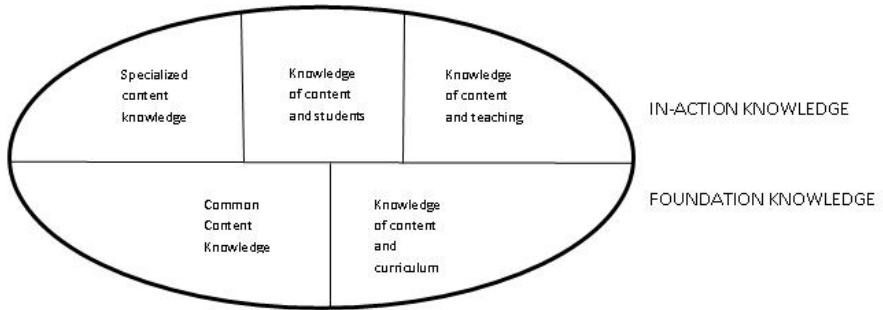 Specialized
content
knowledge
Knowledge
of content
and students
Knowledge
of content
and teaching
IN-ACTION KNOWLEDGE
Common
Content
Knowledge
Knowledge
of content
and
curriculum
FOUNDATION KNOWLEDGE